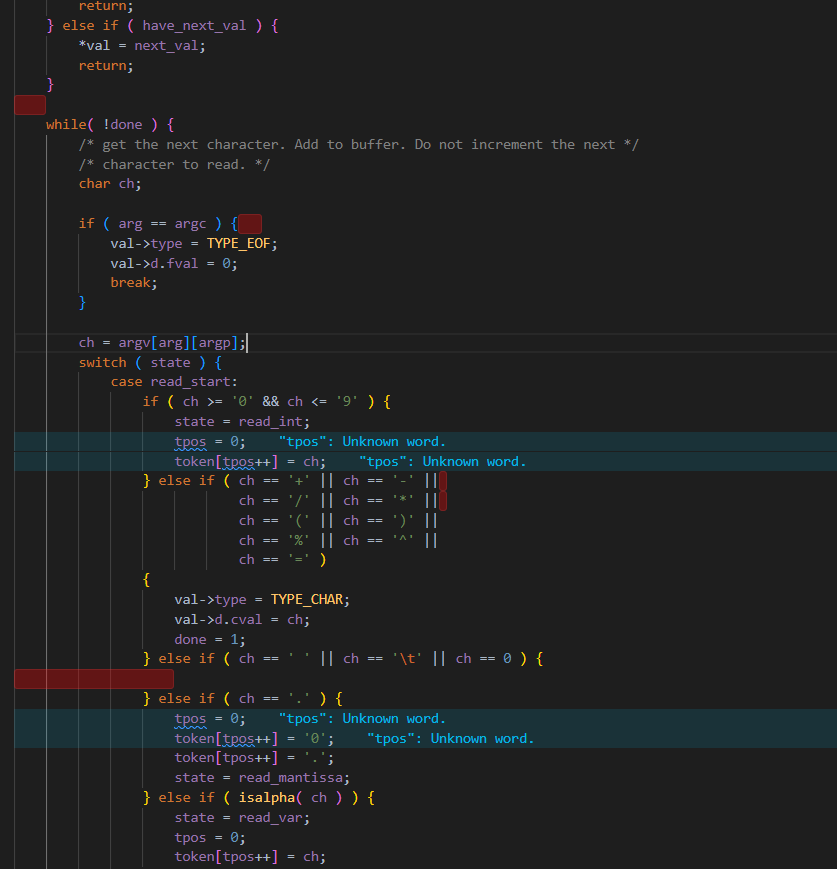 return;
} else if ( have_next_val ) {
*val = next_val;
return;
}
while( !done ) {
/* get the next character. Add to buffer. Do not increment the next */
/* character to read. */
char ch;
if ( arg == argc ) {
val->type = TYPE_EOF;
val->d.fval = 0;
break;
}
ch = argv[arg][argp];
switch ( state ) {
case read_start:
if ( ch >= '0' && ch <= '9' ) {
state = read_int;
tpos = 0; "tpos": Unknown word.
token[tpos++] = ch; "tpos": Unknown word.
} else if ( ch == '+' || ch == '-' ||
ch == '/' || ch == '*' ||
ch == '(' || ch == ')' ||
ch == '%' || ch == '^' ||
ch == '=' )
{
val->type = TYPE_CHAR;
val->d.cval = ch;
done = 1;
} else if ( ch == ' ' || ch == '\t' || ch == 0 ) {
} else if ( ch == '.' ) {
tpos = 0; "tpos": Unknown word.
token[tpos++] = '0'; "tpos": Unknown word.
token[tpos++] = '.';
state = read_mantissa;
} else if ( isalpha( ch ) ) {
state = read_var;
tpos = 0;
token[tpos++] = ch;